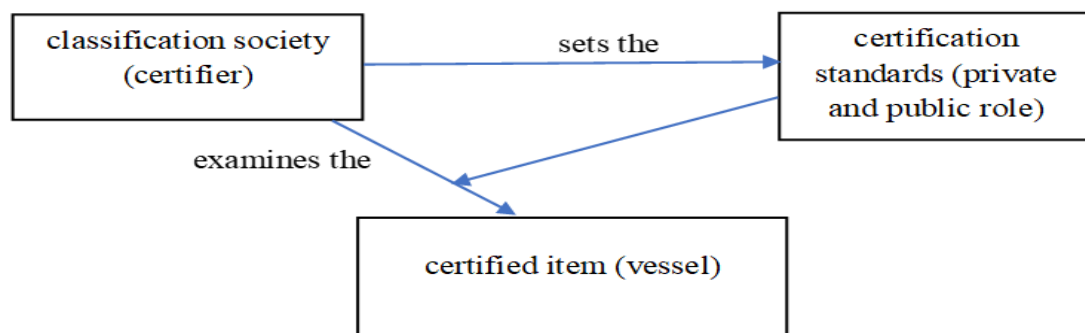 classification society
(certifier)
sets the
certification
standards (private
and public role)
examines the
certified item (vessel)